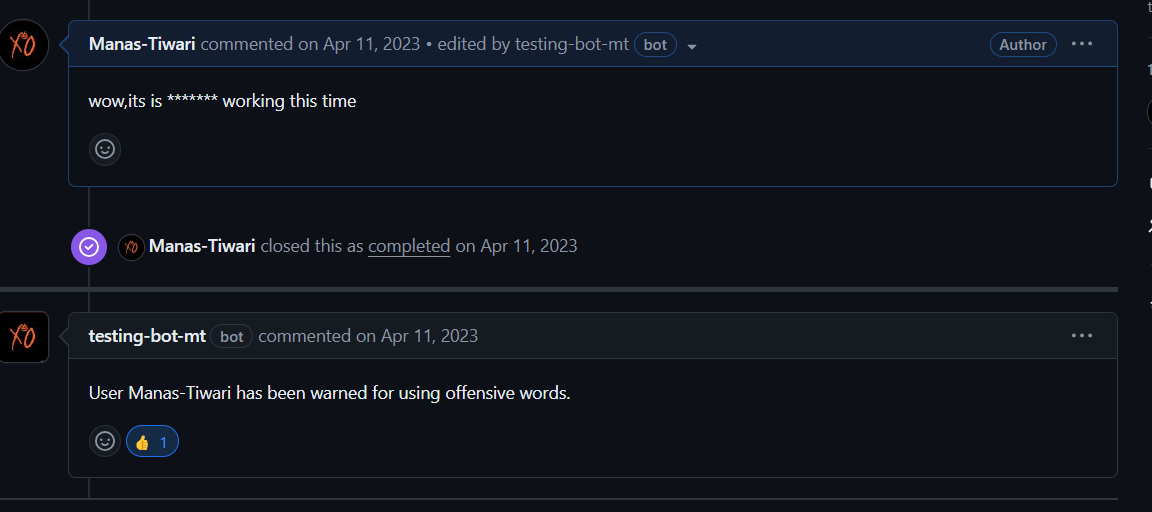 Manas-Tiwari commented on Apr 11, 2023 • edited by testing-bot-mt bot Author ...
wow,its is ******* working this time
Manas-Tiwari closed this as completed on Apr 11, 2023
testing-bot-mt bot commented on Apr 11, 2023 ...
User Manas-Tiwari has been warned for using offensive words.
👍 1